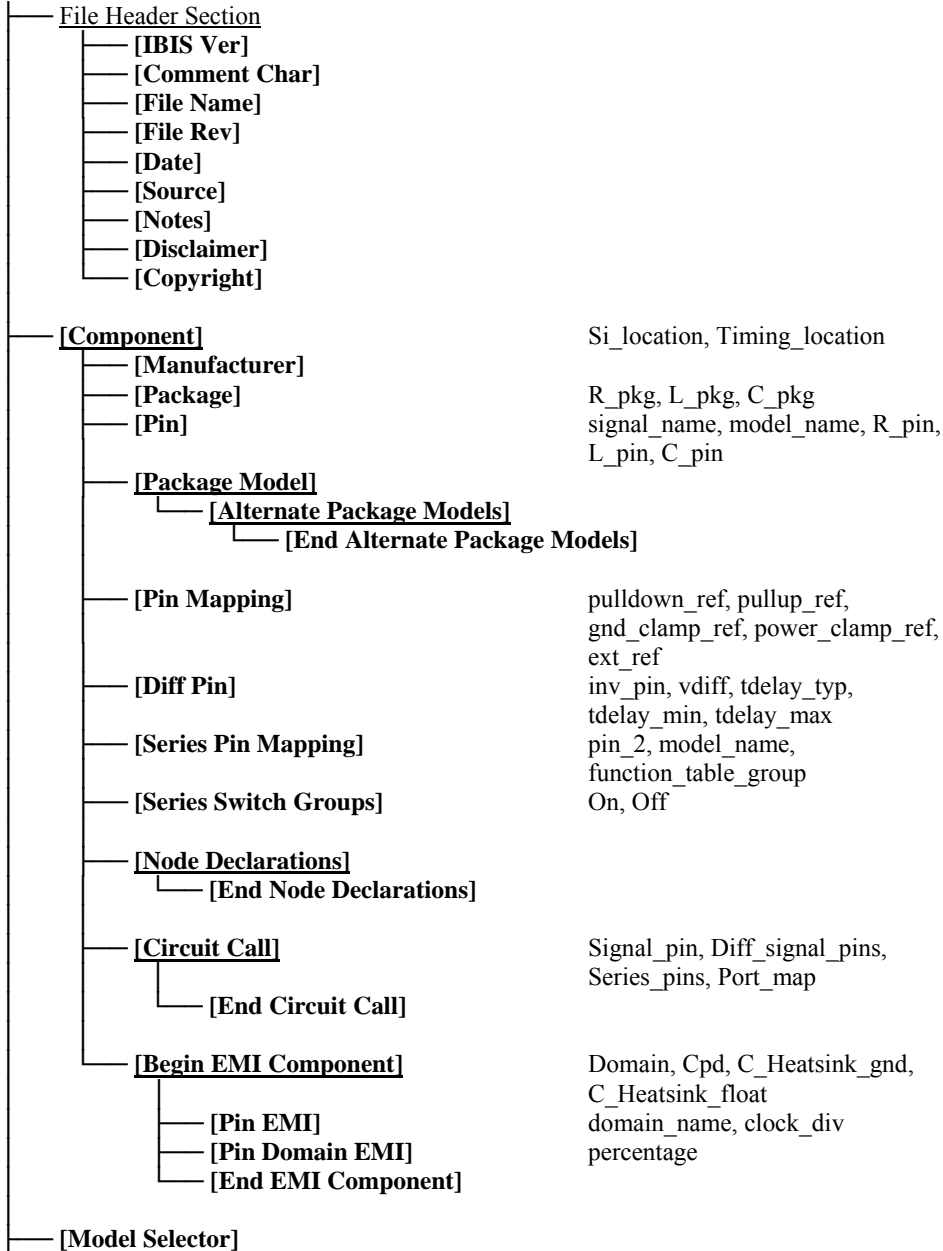 File Header Section
[IBIS Ver]
[Comment Char]
[File Name]
[File Rev]
[Date]
[Source]
[Notes]
[Disclaimer]
[Copyright]
[Component] Si_location, Timing_location
[Manufacturer]
[Package] R_pkg, L_pkg, C_pkg
[Pin] signal_name, model_name, R_pin,
L_pin, C_pin
[Package Model]
[Alternate Package Models]
[End Alternate Package Models]
[Pin Mapping] pulldown_ref, pullup_ref,
gnd_clamp_ref, power_clamp_ref,
ext_ref
[Diff Pin] inv_pin, vdiff, tdelay_typ,
tdelay_min, tdelay_max
[Series Pin Mapping] pin_2, model_name,
function_table_group
[Series Switch Groups] On, Off
[Node Declarations]
[End Node Declarations]
[Circuit Call] Signal_pin, Diff_signal_pins,
Series_pins, Port_map
[End Circuit Call]
[Begin EMI Component] Domain, Cpd, C_Heatsink_gnd,
C_Heatsink_float
[Pin EMI] domain_name, clock_div
[Pin Domain EMI] percentage
[End EMI Component]
[Model Selector]